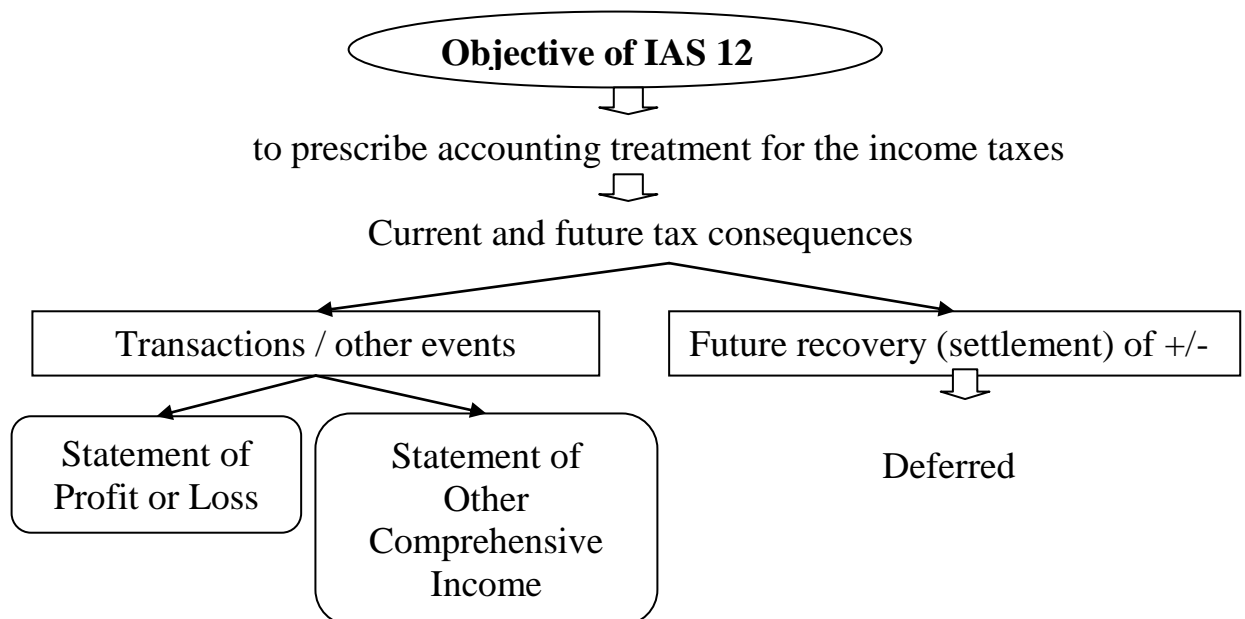 Objective of IAS 12
to prescribe accounting treatment for the income taxes
Current and future tax consequences
Transactions / other events
Future recovery (settlement) of +/-
Statement of
Profit or Loss
Statement of
Other
Comprehensive
Income
Deferred